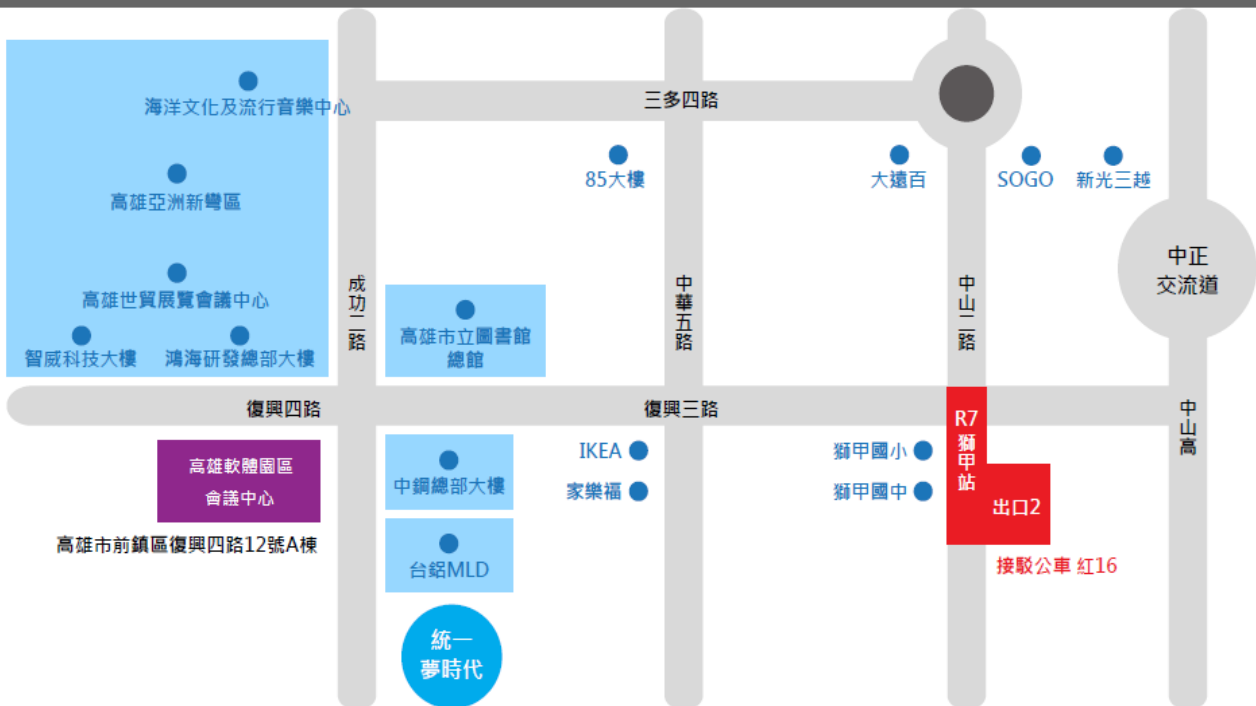 三多四路
海洋文化及流行音樂中心
85大樓
大遠百
SOGO
新光三越
高雄亞洲新彎區
中正
交流道
高雄世貿展覽會議中心
成功二路
中華五路
中山二路
高雄市立圖書館
總館
智威科技大樓
鴻海研發總部大樓
復興四路
復興三路
中山高
R7
獅甲站
高雄軟體園區
會議中心
中鋼總部大樓
IKEA
家樂福
獅甲國小
獅甲國中
出口2
高雄市前鎮區復興四路12號A棟
台鋁MLD
接駁公車 紅16
統一
夢時代